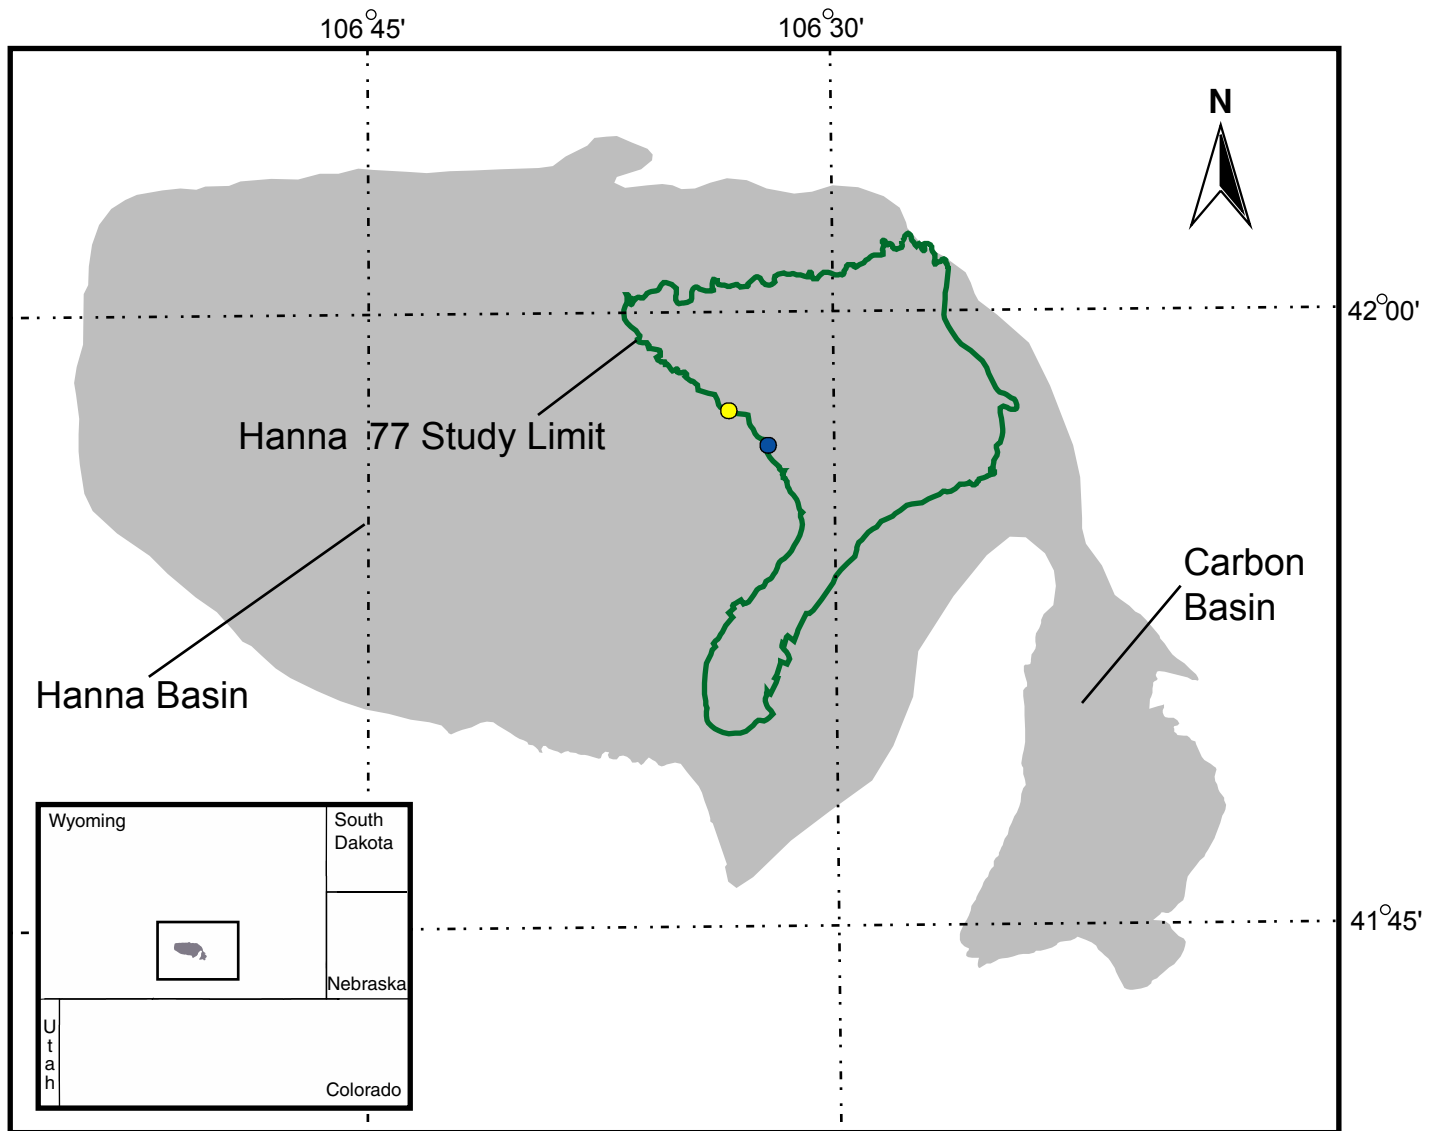 106°45'
106°30'
N
42°00'
Hanna 77 Study Limit
Carbon
Basin
Hanna Basin
Wyoming
South
Dakota
41°45'
Nebraska
U
t
a
h
Colorado